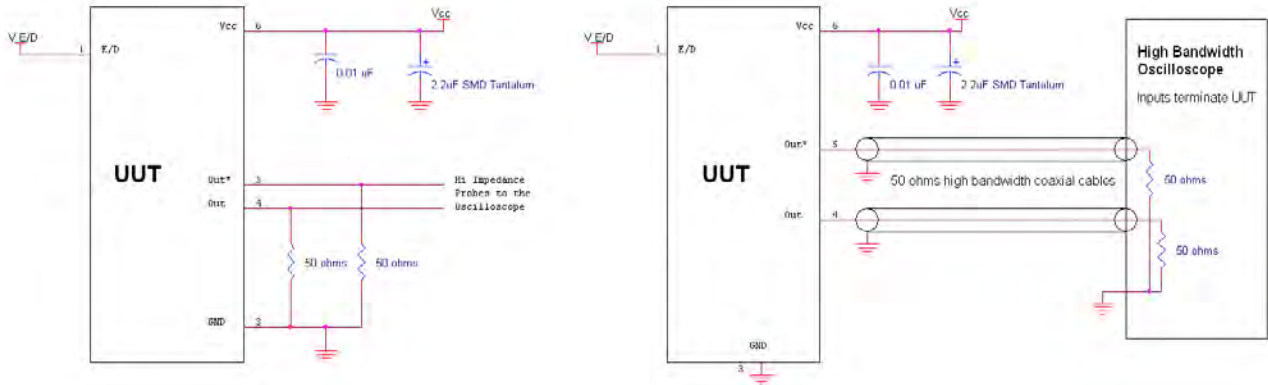 Vcc
Vcc
6
V_E/D
1
E/D
0.01 uF
2.2uF SMD Tantalum
UUT
Out*
Out
4
Hi Impedance
Probes to the
Oscilloscope
50 ohms
50 ohms
GND
Vcc
Vcc
6
V_E/D
1
E/D
0.01 uF
2.2uF SMD Tantalum
High Bandwidth
Oscilloscope
Inputs terminate UUT
UUT
Out*
5
50 ohms high bandwidth coaxial cables
50 ohms
Out
4
50 ohms
GND
3